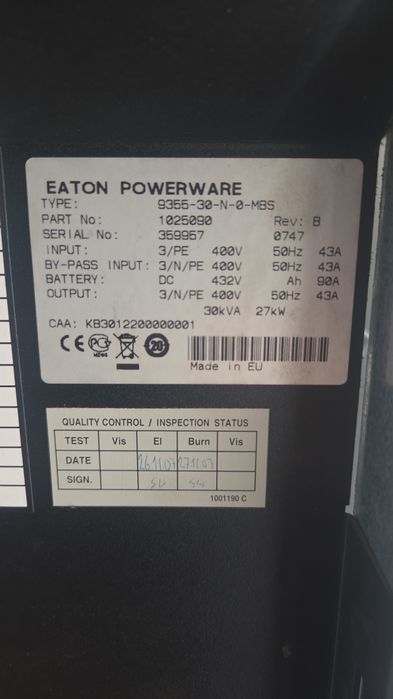 EATON POWERWARE
TYPE: 9355-30-N-0-MBS
PART No: 1025090 Rev: B
SERIAL No: 359957 0747
INPUT: 3/PE 400V 50Hz 43A
BY-PASS INPUT: 3/N/PE 400V 50Hz 43A
BATTERY: DC 432V Ah 90A
OUTPUT: 3/N/PE 400V 50Hz 43A
30kVA 27kW
CAA: KB3012200000001
CE 20
Made in EU
QUALITY CONTROL / INSPECTION STATUS
TEST Vis El Burn Vis
DATE 261107 271107
SIGN.
1001190 C